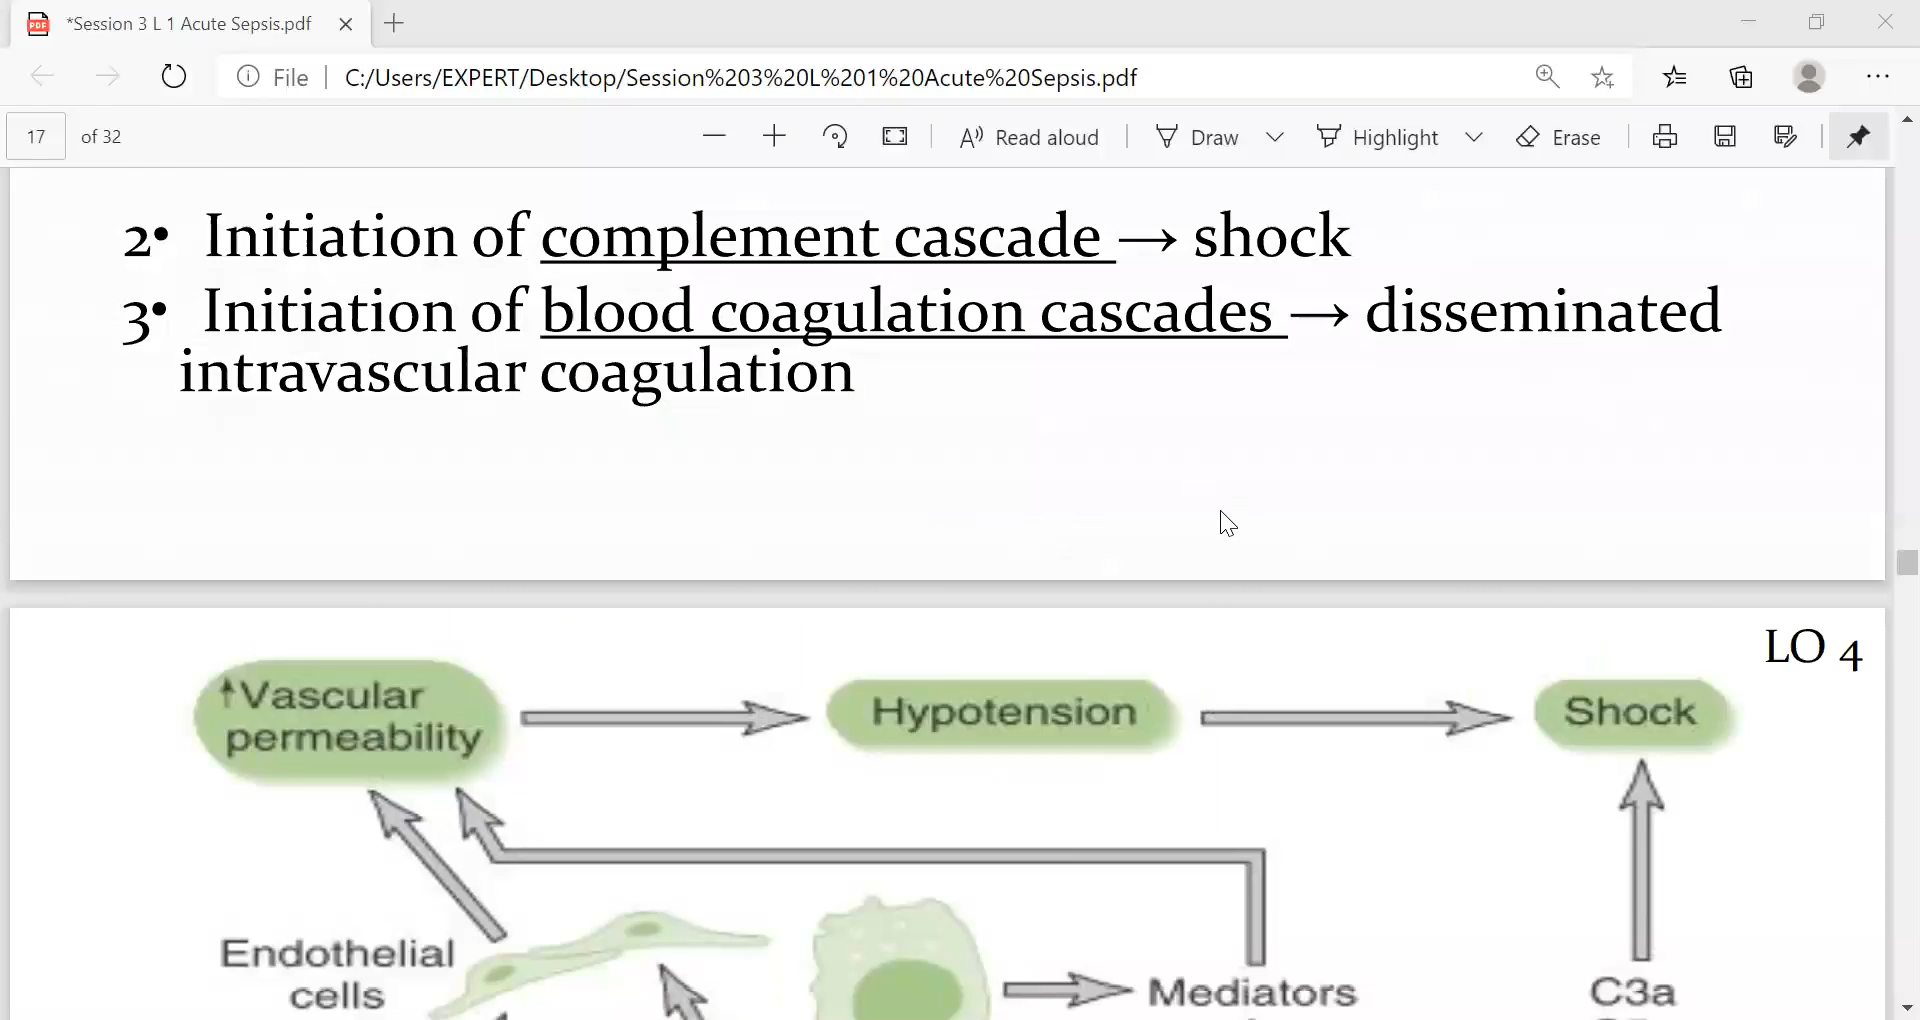 *Session 3 L 1 Acute Sepsis.pdf
File | C:/Users/EXPERT/Desktop/Session%203%20L%201%20Acute%20Sepsis.pdf
17 of 32 Read aloud Draw Highlight Erase
2• Initiation of complement cascade → shock
3• Initiation of blood coagulation cascades → disseminated
intravascular coagulation
LO 4
↑Vascular
permeability
Hypotension
Shock
Endothelial
cells
Mediators
C3a